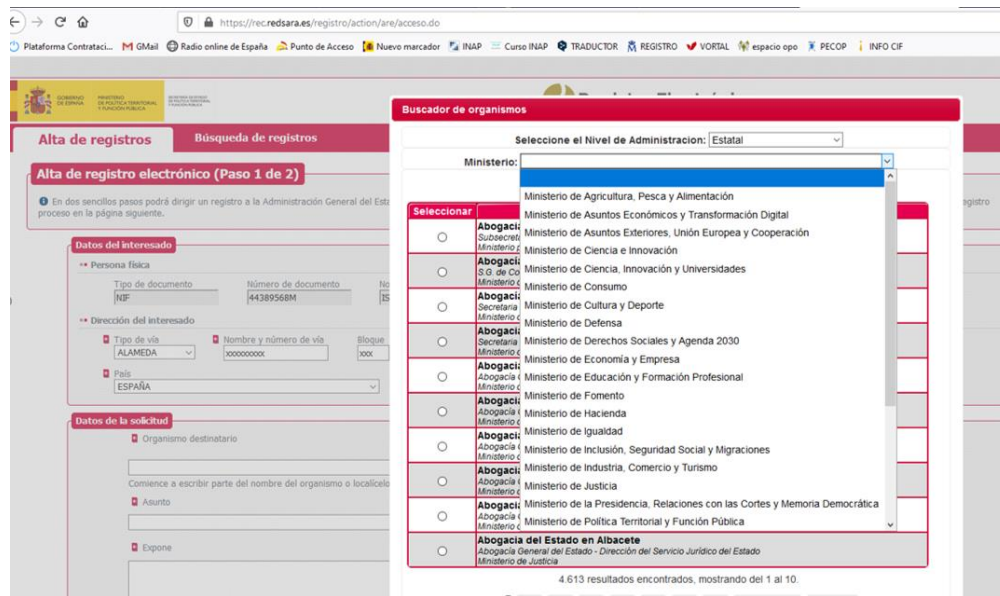 https://rec.redsara.es/registro/action/are/acceso.do
Plataforma Contrataci... GMail Radio online de España Punto de Acceso Nuevo marcador INAP Curso INAP TRADUCTOR REGISTRO VORTAL espacio opo PECOP INFO CIF
GOBIERNO DE ESPAÑA
MINISTERIO DE POLÍTICA TERRITORIAL Y FUNCIÓN PÚBLICA
Buscador de organismos
Alta de registros Búsqueda de registros
Seleccione el Nivel de Administracion: Estatal
Ministerio:
Alta de registro electrónico (Paso 1 de 2)
En dos sencillos pasos podrá dirigir un registro a la Administración General del Esta
proceso en la página siguiente.
Datos del interesado
Persona física
Tipo de documento Número de documento No
NIF 44389568M IS
Dirección del interesado
Tipo de vía Nombre y número de vía Bloque
ALAMEDA xxxxxxxxx xxx
País
ESPAÑA
Datos de la solicitud
Organismo destinatario
Comience a escribir parte del nombre del organismo o localícelo
Asunto
Expone
Seleccionar
Ministerio de Agricultura, Pesca y Alimentación
Ministerio de Asuntos Económicos y Transformación Digital
Ministerio de Asuntos Exteriores, Unión Europea y Cooperación
Ministerio de Ciencia e Innovación
Ministerio de Ciencia, Innovación y Universidades
Ministerio de Consumo
Ministerio de Cultura y Deporte
Ministerio de Defensa
Ministerio de Derechos Sociales y Agenda 2030
Ministerio de Economía y Empresa
Ministerio de Educación y Formación Profesional
Ministerio de Fomento
Ministerio de Hacienda
Ministerio de Igualdad
Ministerio de Inclusión, Seguridad Social y Migraciones
Ministerio de Industria, Comercio y Turismo
Ministerio de Justicia
Ministerio de la Presidencia, Relaciones con las Cortes y Memoria Democrática
Ministerio de Política Territorial y Función Pública
Abogacia del Estado en Albacete
Abogacía General del Estado - Dirección del Servicio Jurídico del Estado
Ministerio de Justicia
4.613 resultados encontrados, mostrando del 1 al 10.